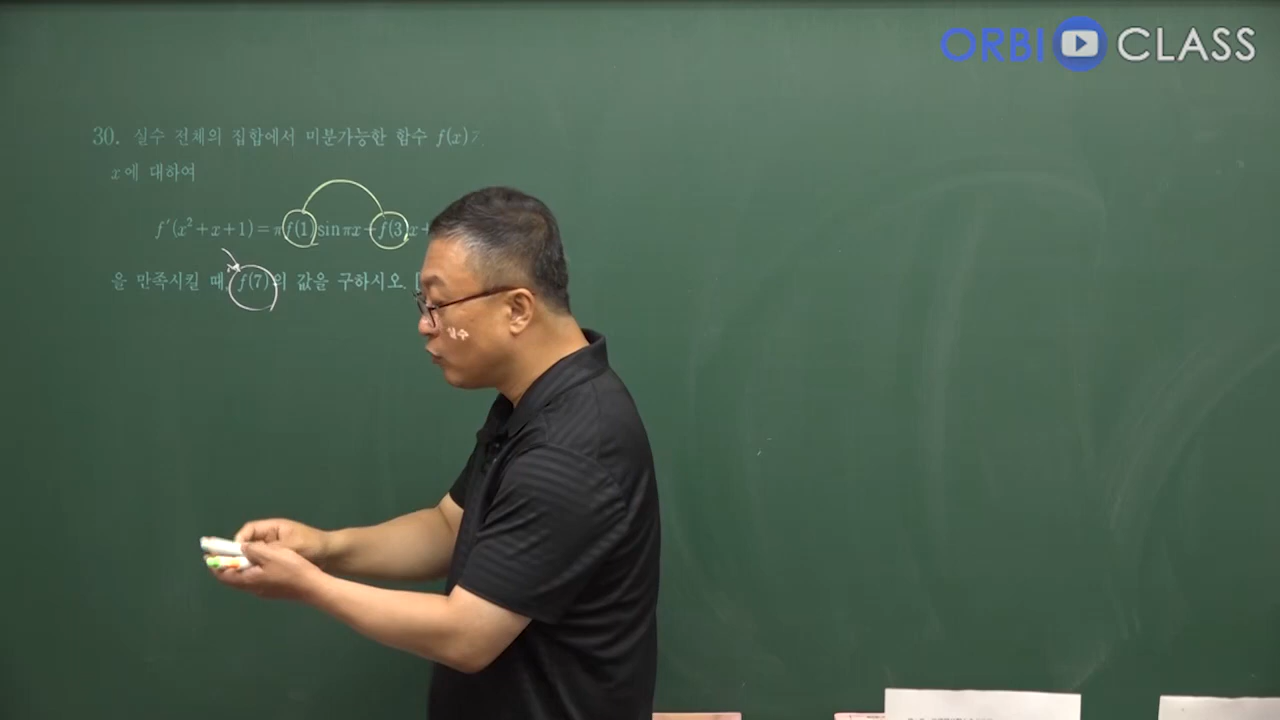 ORBI CLASS
30. 실수 전체의 집합에서 미분가능한 함수 f(x)가
x에 대하여
f′(x²+x+1)=πf(1)sinπx+f(3)x+
을 만족시킬 때, f(7)의 값을 구하시오. [
실수